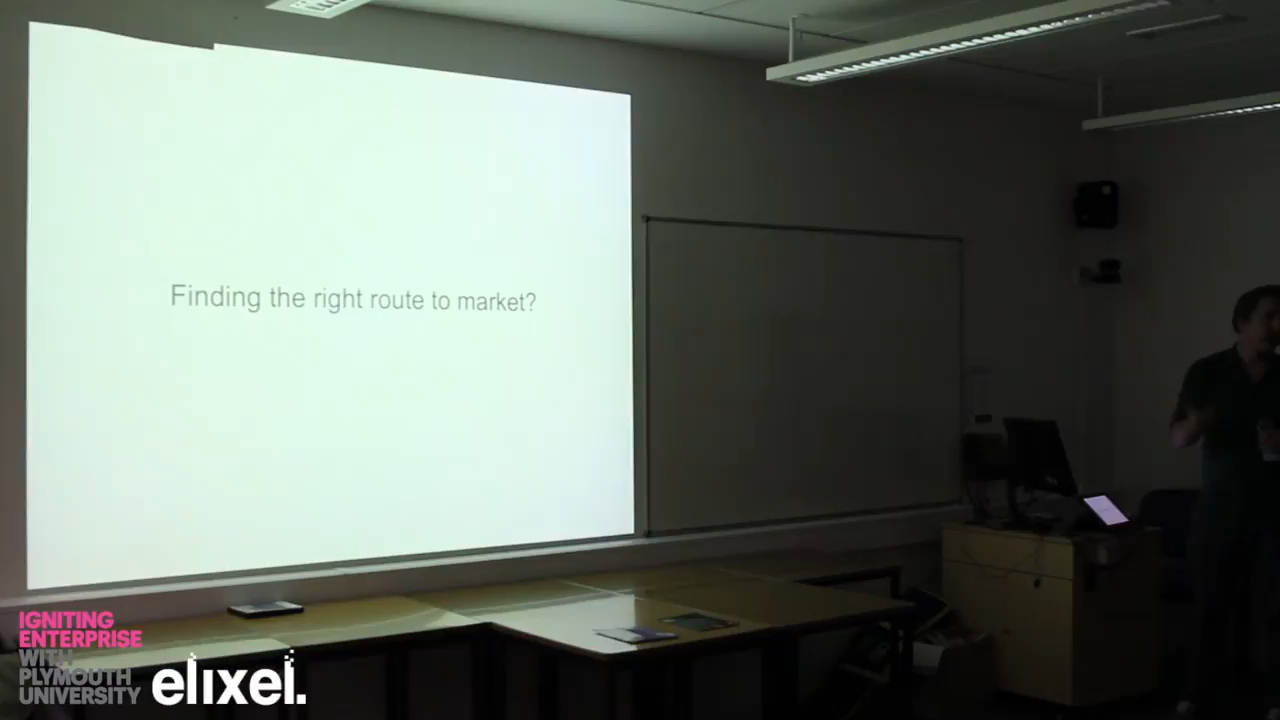 Finding the right route to market?
IGNITING
ENTERPRISE
WITH
PLYMOUTH
UNIVERSITY
elixel.